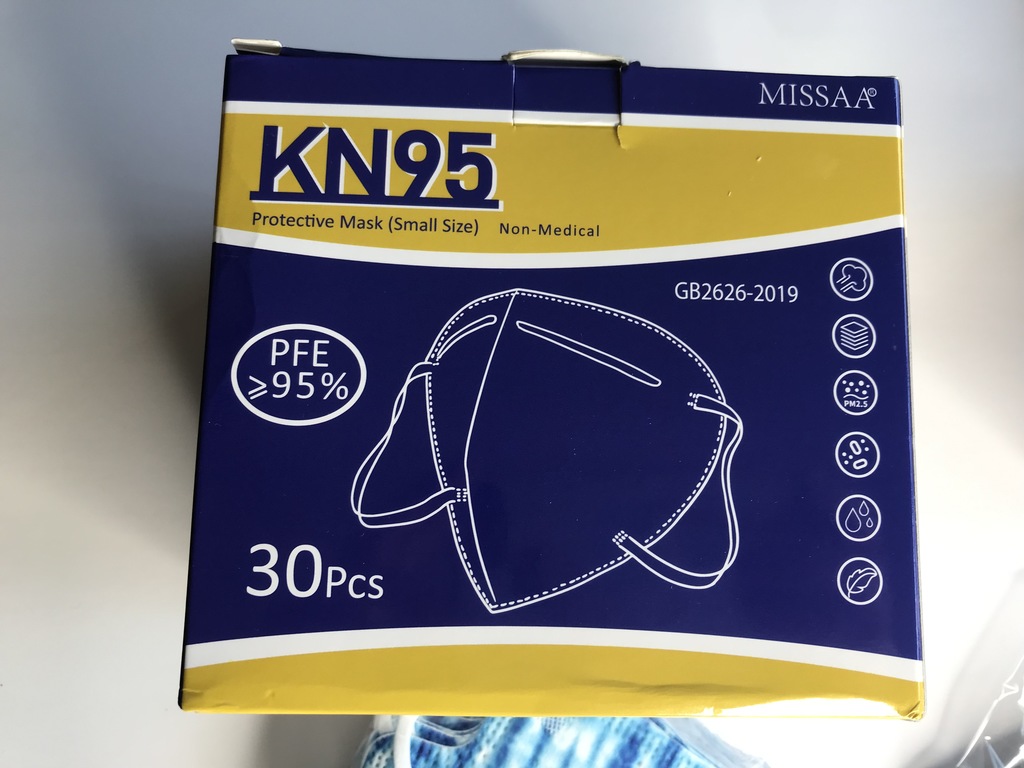 MISSAA®
KN95
Protective Mask (Small Size) Non-Medical
GB2626-2019
PFE
≥95%
PM2.5
30Pcs